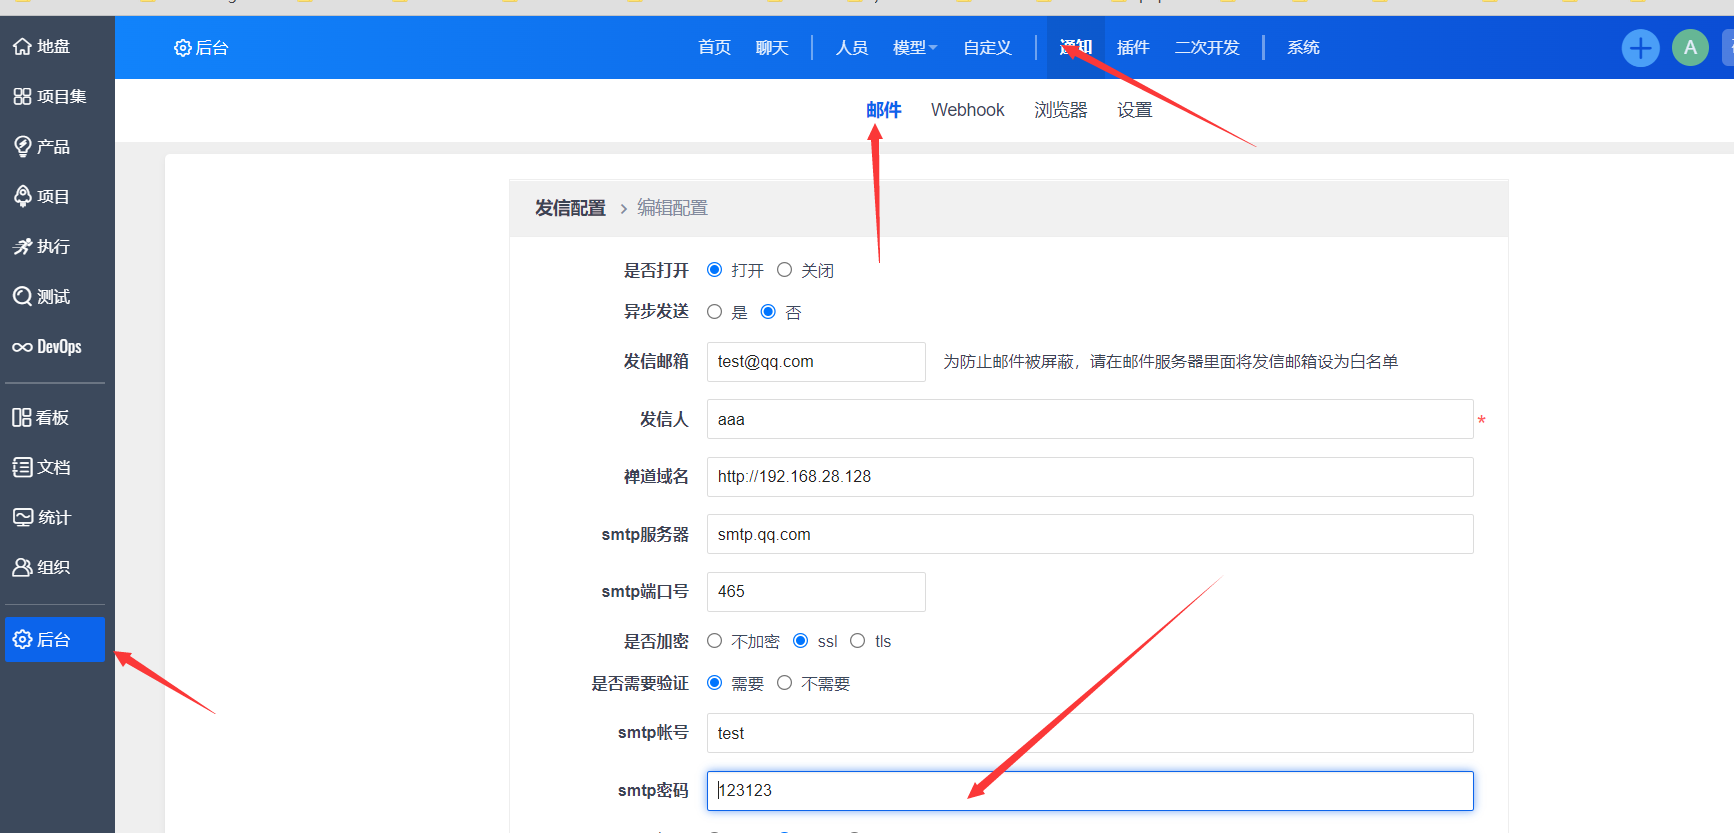 地盘
项目集
产品
项目
执行
测试
DevOps
看板
文档
统计
组织
后台
后台
首页 聊天 人员 模型 自定义 通知 插件 二次开发 系统
A
邮件 Webhook 浏览器 设置
发信配置 > 编辑配置
是否打开 打开 关闭
异步发送 是 否
发信邮箱 test@qq.com 为防止邮件被屏蔽，请在邮件服务器里面将发信邮箱设为白名单
发信人 aaa *
禅道域名 http://192.168.28.128
smtp服务器 smtp.qq.com
smtp端口号 465
是否加密 不加密 ssl tls
是否需要验证 需要 不需要
smtp帐号 test
smtp密码 123123